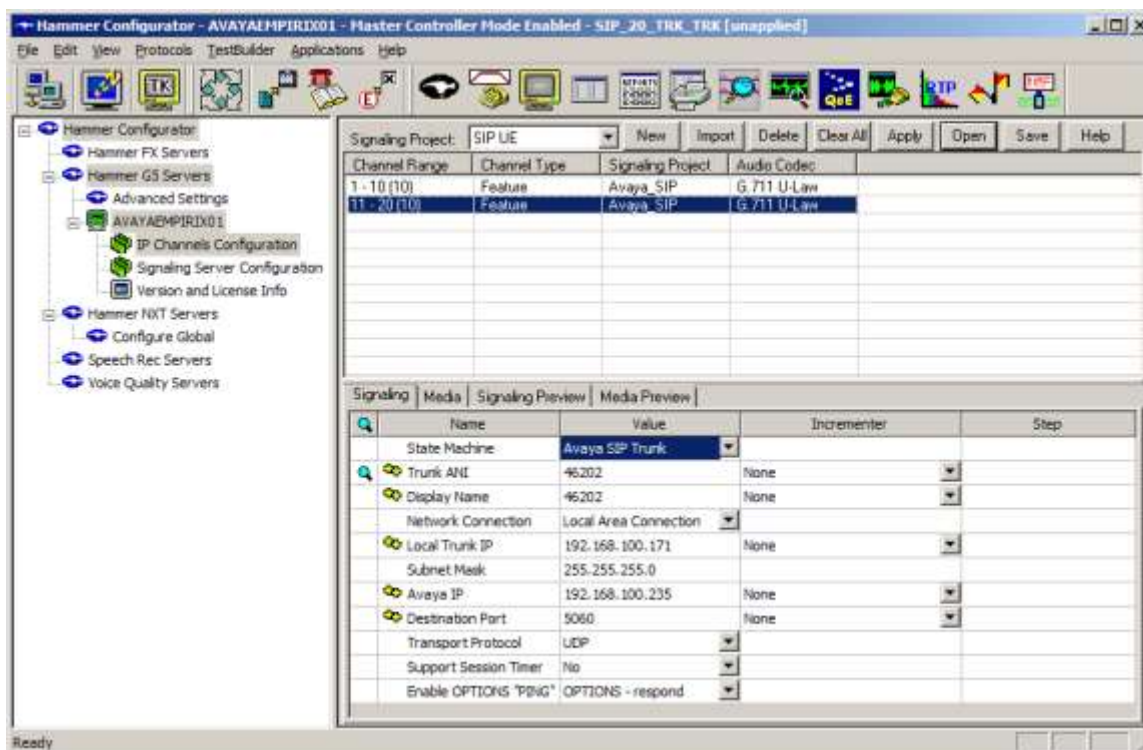 Hammer Configurator - AVAYAEMPIRIX01 - Master Controller Mode Enabled - SIP_20_TRK_TRK [unapplied]
File Edit View Protocols TestBuilder Applications Help
TK
E
REPORTS
QoE
RTP
Hammer Configurator
Hammer FX Servers
Hammer G5 Servers
Advanced Settings
AVAYAEMPIRIX01
IP Channels Configuration
Signaling Server Configuration
Version and License Info
Hammer NXT Servers
Configure Global
Speech Rec Servers
Voice Quality Servers
Signaling Project: SIP UE New Import Delete Clear All Apply Open Save Help
Channel Range Channel Type Signaling Project Audio Codec
1 - 10 (10) Feature Avaya_SIP G.711 U-Law
11 - 20 (10) Feature Avaya_SIP G.711 U-Law
Signaling Media Signaling Preview Media Preview
Name Value Incrementer Step
State Machine Avaya SIP Trunk
Trunk ANI 46202 None
Display Name 46202 None
Network Connection Local Area Connection
Local Trunk IP 192.168.100.171 None
Subnet Mask 255.255.255.0
Avaya IP 192.168.100.235 None
Destination Port 5060 None
Transport Protocol UDP
Support Session Timer No
Enable OPTIONS "PING" OPTIONS - respond
Ready